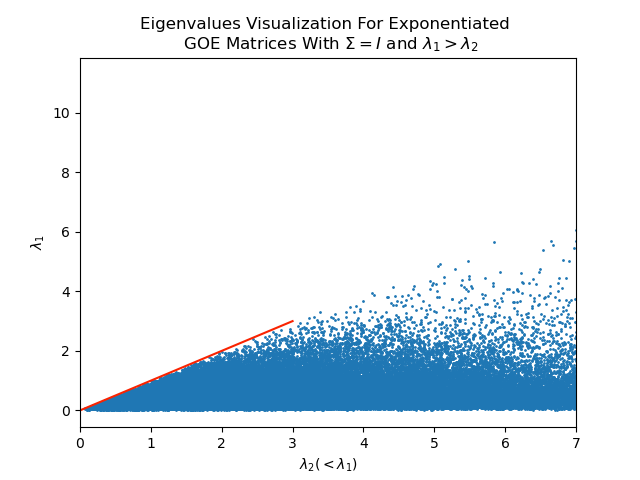 Eigenvalues Visualization For Exponentiated
GOE Matrices With Σ = I and λ₁ > λ₂
10
8
6
4
2
0
λ₁
0 1 2 3 4 5 6 7
λ₂(< λ₁)